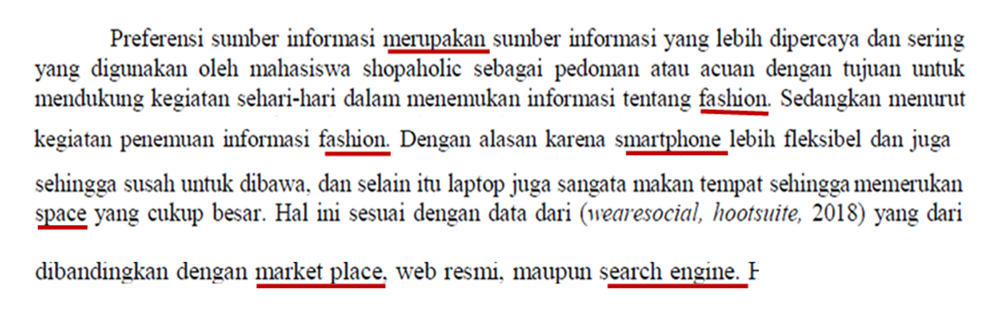 Preferensi sumber informasi merupakan sumber informasi yang lebih dipercaya dan sering
yang digunakan oleh mahasiswa shopaholic sebagai pedoman atau acuan dengan tujuan untuk
mendukung kegiatan sehari-hari dalam menemukan informasi tentang fashion. Sedangkan menurut
kegiatan penemuan informasi fashion. Dengan alasan karena smartphone lebih fleksibel dan juga
sehingga susah untuk dibawa, dan selain itu laptop juga sangata makan tempat sehingga memerukan
space yang cukup besar. Hal ini sesuai dengan data dari (wearesocial, hootsuite, 2018) yang dari
dibandingkan dengan market place, web resmi, maupun search engine.